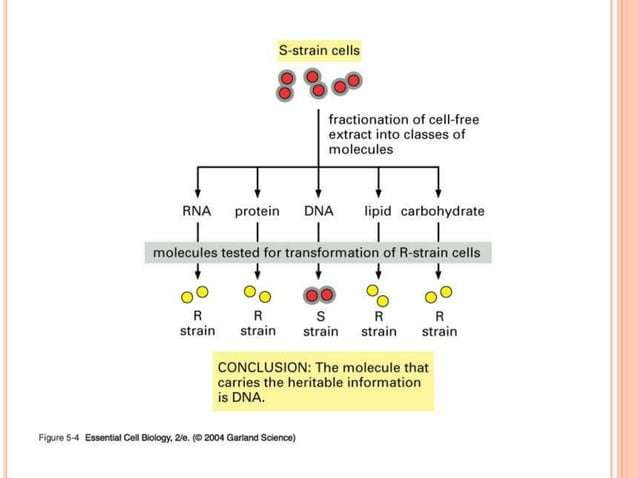 S-strain cells
fractionation of cell-free
extract into classes of
molecules
RNA protein DNA lipid carbohydrate
molecules tested for transformation of R-strain cells
R R S R R
strain strain strain strain strain
CONCLUSION: The molecule that
carries the heritable information
is DNA.
Figure 5-4 Essential Cell Biology, 2/e. (© 2004 Garland Science)